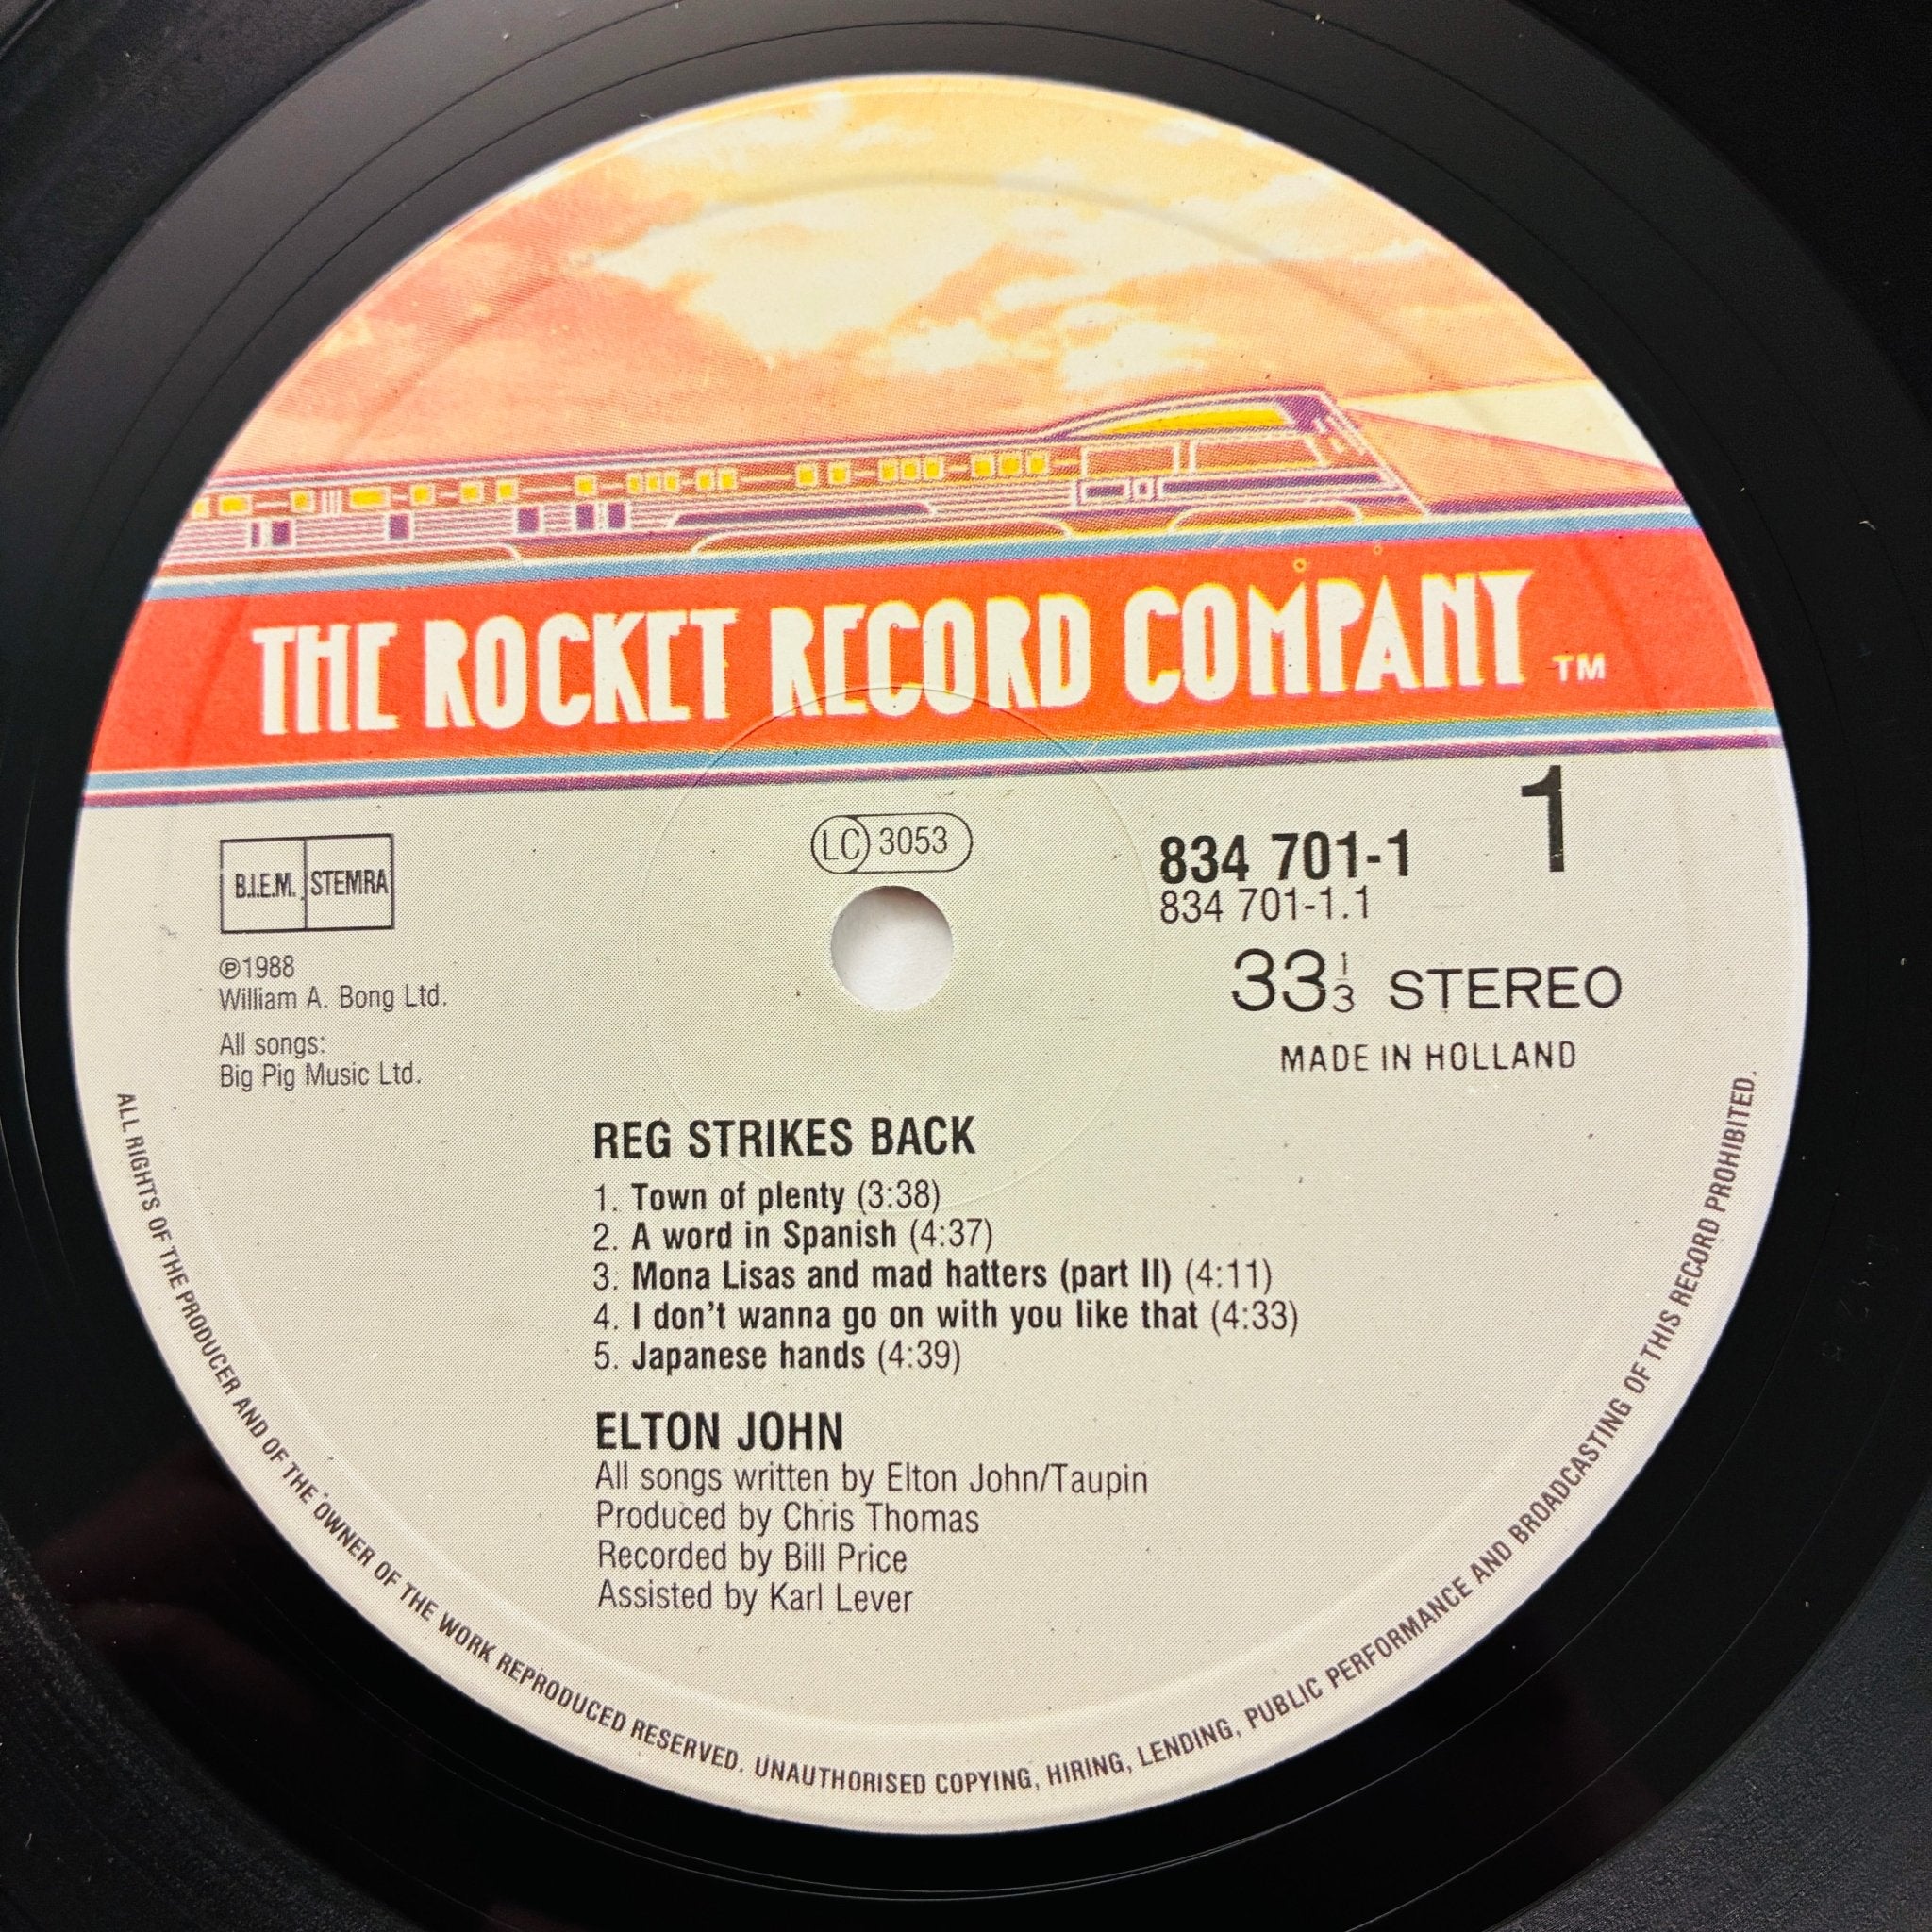 THE ROCKET RECORD COMPANY TM
B.I.E.M. STEMRA
LC 3053
834 701-1
834 701-1.1
1
33 1/3 STEREO
MADE IN HOLLAND
℗1988
William A. Bong Ltd.
All songs:
Big Pig Music Ltd.
REG STRIKES BACK
1. Town of plenty (3:38)
2. A word in Spanish (4:37)
3. Mona Lisas and mad hatters (part II) (4:11)
4. I don't wanna go on with you like that (4:33)
5. Japanese hands (4:39)
ELTON JOHN
All songs written by Elton John/Taupin
Produced by Chris Thomas
Recorded by Bill Price
Assisted by Karl Lever
ALL RIGHTS OF THE PRODUCER AND OF THE OWNER OF THE WORK REPRODUCED RESERVED. UNAUTHORISED COPYING, HIRING, LENDING, PUBLIC PERFORMANCE AND BROADCASTING OF THIS RECORD PROHIBITED.